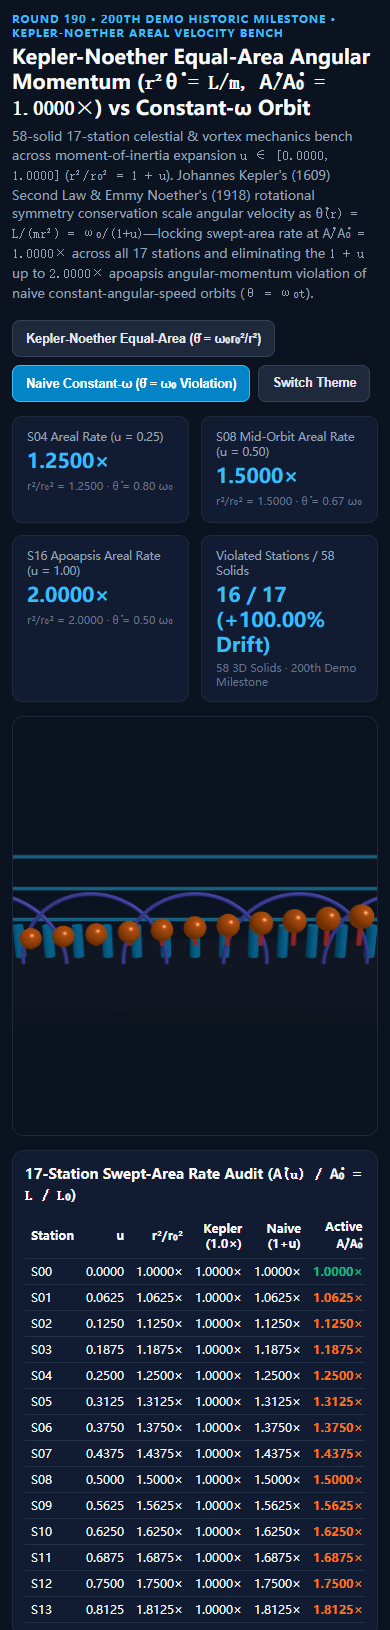 ROUND 190 • 200TH DEMO HISTORIC MILESTONE •
KEPLER-NOETHER AREAL VELOCITY BENCH
Kepler-Noether Equal-Area Angular
Momentum (r²θ̇ = L/m, Ȧ/Ȧ₀ =
1.0000×) vs Constant-ω Orbit
58-solid 17-station celestial & vortex mechanics bench
across moment-of-inertia expansion u ∈ [0.0000,
1.0000] (r²/r₀² = 1 + u). Johannes Kepler's (1609)
Second Law & Emmy Noether's (1918) rotational
symmetry conservation scale angular velocity as θ̇(r) =
L/(mr²) = ω₀/(1+u)—locking swept-area rate at Ȧ/Ȧ₀ =
1.0000× across all 17 stations and eliminating the 1 + u
up to 2.0000× apoapsis angular-momentum violation of
naive constant-angular-speed orbits (θ = ω₀t).
Kepler-Noether Equal-Area (θ̇ = ω₀r₀²/r²)
Naive Constant-ω (θ̇ = ω₀ Violation)
Switch Theme
S04 Areal Rate (u = 0.25)
1.2500×
r²/r₀² = 1.2500 · θ̇ = 0.80 ω₀
S08 Mid-Orbit Areal Rate
(u = 0.50)
1.5000×
r²/r₀² = 1.5000 · θ̇ = 0.67 ω₀
S16 Apoapsis Areal Rate
(u = 1.00)
2.0000×
r²/r₀² = 2.0000 · θ̇ = 0.50 ω₀
Violated Stations / 58
Solids
16 / 17
(+100.00%
Drift)
58 3D Solids · 200th Demo
Milestone
17-Station Swept-Area Rate Audit (Ȧ(u) / Ȧ₀ =
L / L₀)
Station u r²/r₀² Kepler (1.0×) Naive (1+u) Active Ȧ/Ȧ₀
S00 0.0000 1.0000× 1.0000× 1.0000× 1.0000×
S01 0.0625 1.0625× 1.0000× 1.0625× 1.0625×
S02 0.1250 1.1250× 1.0000× 1.1250× 1.1250×
S03 0.1875 1.1875× 1.0000× 1.1875× 1.1875×
S04 0.2500 1.2500× 1.0000× 1.2500× 1.2500×
S05 0.3125 1.3125× 1.0000× 1.3125× 1.3125×
S06 0.3750 1.3750× 1.0000× 1.3750× 1.3750×
S07 0.4375 1.4375× 1.0000× 1.4375× 1.4375×
S08 0.5000 1.5000× 1.0000× 1.5000× 1.5000×
S09 0.5625 1.5625× 1.0000× 1.5625× 1.5625×
S10 0.6250 1.6250× 1.0000× 1.6250× 1.6250×
S11 0.6875 1.6875× 1.0000× 1.6875× 1.6875×
S12 0.7500 1.7500× 1.0000× 1.7500× 1.7500×
S13 0.8125 1.8125× 1.0000× 1.8125× 1.8125×